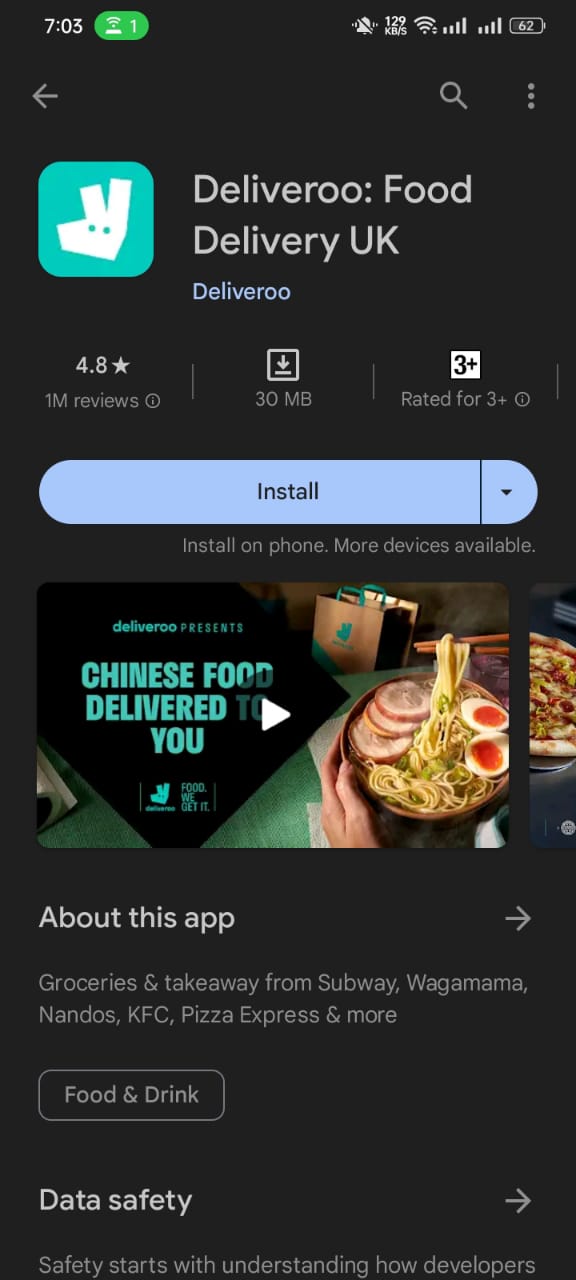 7:03
1
129
KB/S
62
Deliveroo: Food
Delivery UK
Deliveroo
4.8★
1M reviews
30 MB
3+
Rated for 3+
Install
Install on phone. More devices available.
deliveroo PRESENTS
CHINESE FOOD
DELIVERED TO
YOU
deliveroo
FOOD.
WE
GET IT.
About this app
Groceries & takeaway from Subway, Wagamama,
Nandos, KFC, Pizza Express & more
Food & Drink
Data safety
Safety starts with understanding how developers